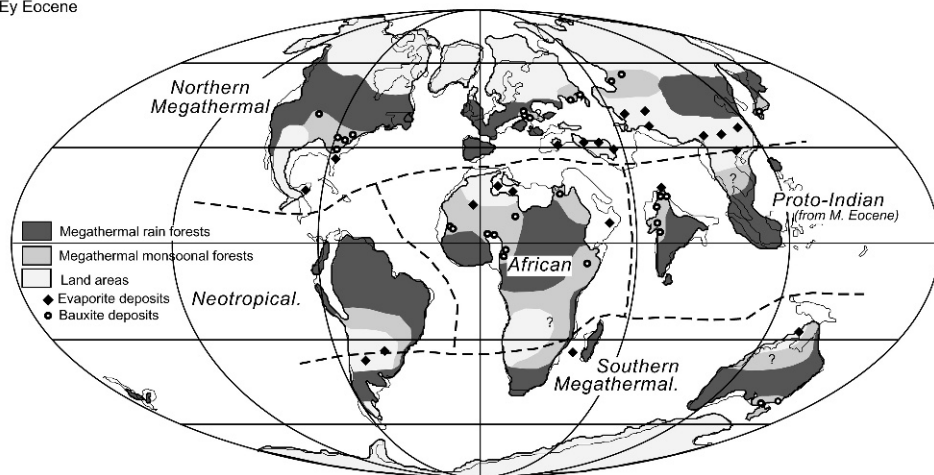 Ey Eocene
Northern
Megathermal
Proto-Indian
(from M. Eocene)
African
Neotropical.
Southern
Megathermal.
Megathermal rain forests
Megathermal monsoonal forests
Land areas
Evaporite deposits
Bauxite deposits
?
?
?